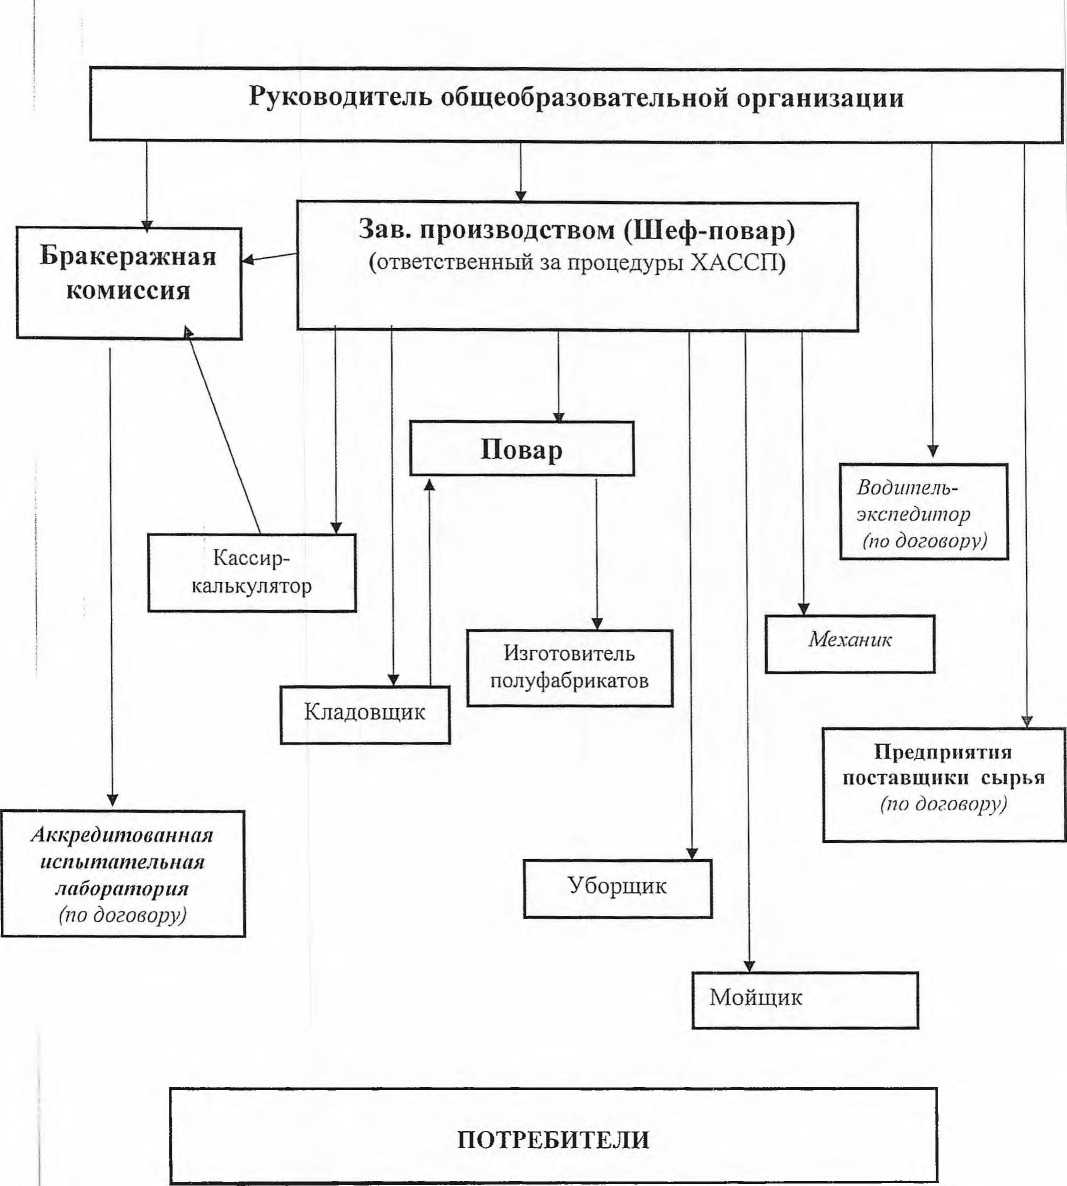 Руководитель общеобразовательной организации
Зав. производством (Шеф-повар)
(ответственный за процедуры ХАССП)
Бракеражная
комиссия
Повар
Водитель-
экспедитор
(по договору)
Кассир-
калькулятор
Изготовитель
полуфабрикатов
Механик
Кладовщик
Предприятия
поставщики сырья
(по договору)
Аккредитованная
испытательная
лаборатория
(по договору)
Уборщик
Мойщик
ПОТРЕБИТЕЛИ